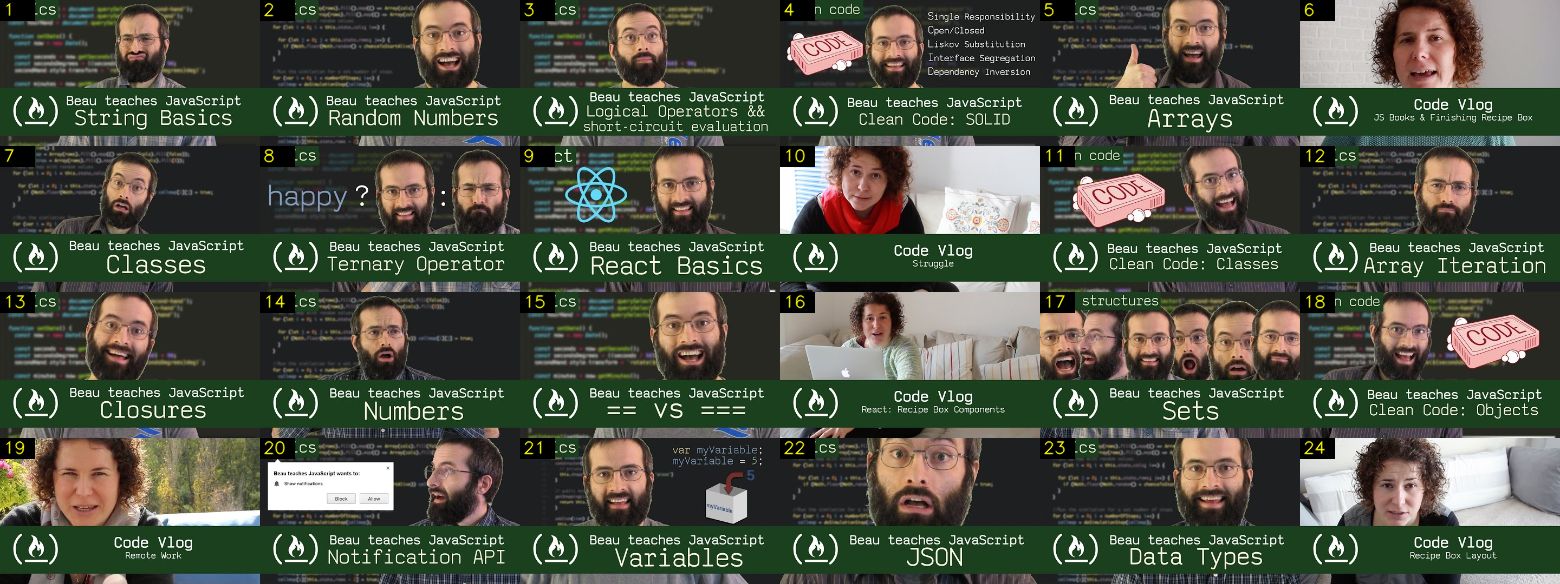 1 .cs
Beau teaches JavaScript
String Basics
2 .cs
Beau teaches JavaScript
Random Numbers
3 .cs
Beau teaches JavaScript
Logical Operators &&
short-circuit evaluation
4 n code
CODE
Single Responsibility
Open/Closed
Liskov Substitution
Interface Segregation
Dependency Inversion
Beau teaches JavaScript
Clean Code: SOLID
5 .cs
Beau teaches JavaScript
Arrays
6
Code Vlog
JS Books & Finishing Recipe Box
7
Beau teaches JavaScript
Classes
8 .cs
happy ? :
Beau teaches JavaScript
Ternary Operator
9 ct
Beau teaches JavaScript
React Basics
10
Code Vlog
Struggle
11 n code
CODE
Beau teaches JavaScript
Clean Code: Classes
12 .cs
Beau teaches JavaScript
Array Iteration
13 .cs
Beau teaches JavaScript
Closures
14
Beau teaches JavaScript
Numbers
15 .cs
Beau teaches JavaScript
== vs ===
16
Code Vlog
React: Recipe Box Components
17 structures
Beau teaches JavaScript
Sets
18 n code
CODE
Beau teaches JavaScript
Clean Code: Objects
19
Code Vlog
Remote Work
20 .cs
Beau teaches JavaScript wants to:
Show notifications
Block Allow
Beau teaches JavaScript
Notification API
21 .cs
var myVariable;
myVariable = 5;
5
myVariable
Beau teaches JavaScript
Variables
22
Beau teaches JavaScript
JSON
23 .cs
Beau teaches JavaScript
Data Types
24
Code Vlog
Recipe Box Layout